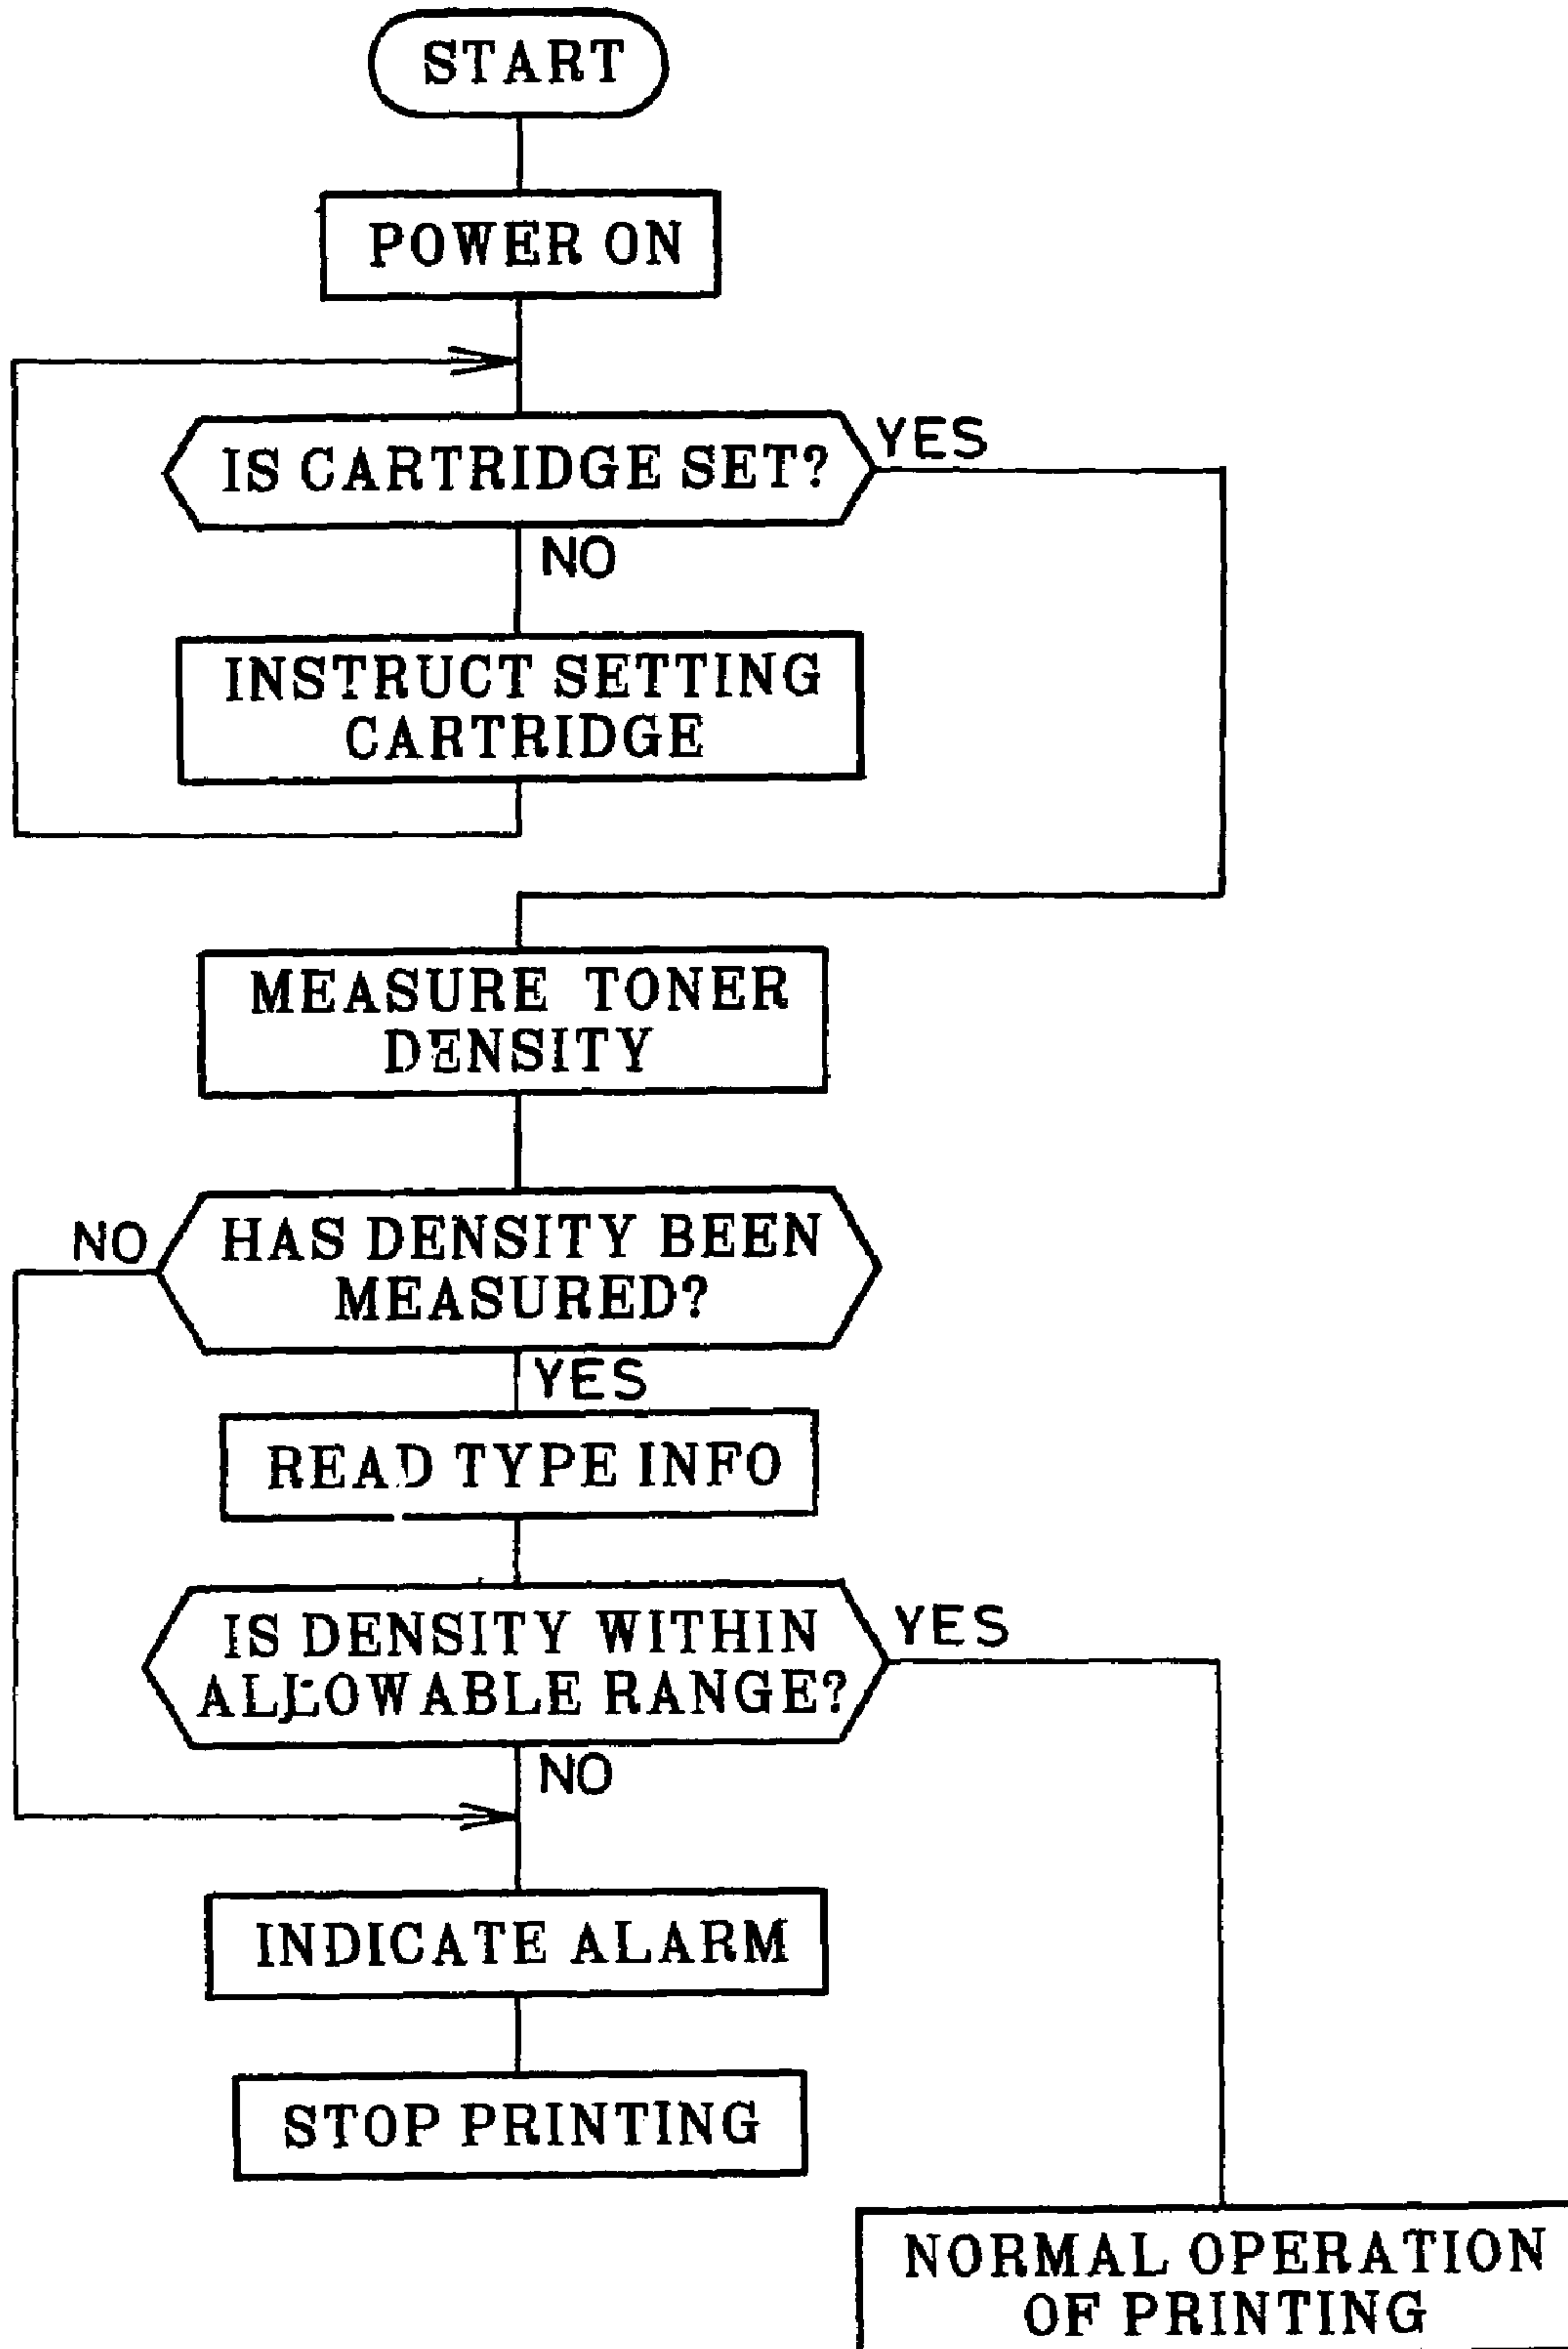 START
POWER ON
IS CARTRIDGE SET?
YES
NO
INSTRUCT SETTING
CARTRIDGE
MEASURE TONER
DENSITY
HAS DENSITY BEEN
MEASURED?
NO
YES
READ TYPE INFO
IS DENSITY WITHIN
ALLOWABLE RANGE?
YES
NO
INDICATE ALARM
STOP PRINTING
NORMAL OPERATION
OF PRINTING